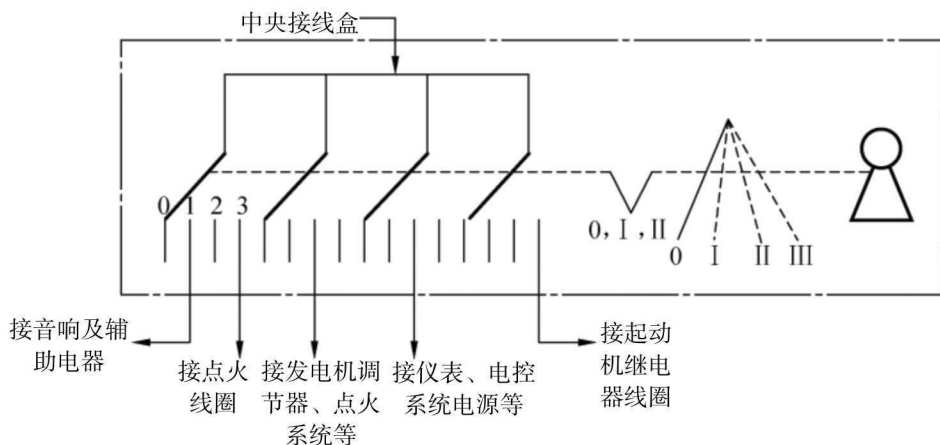 中央接线盒
0 1 2 3
0, I , II
0 I II III
接音响及辅
助电器
接点火
线圈
接发电机调
节器、点火
系统等
接仪表、电控
系统电源等
接起动
机继电
器线圈